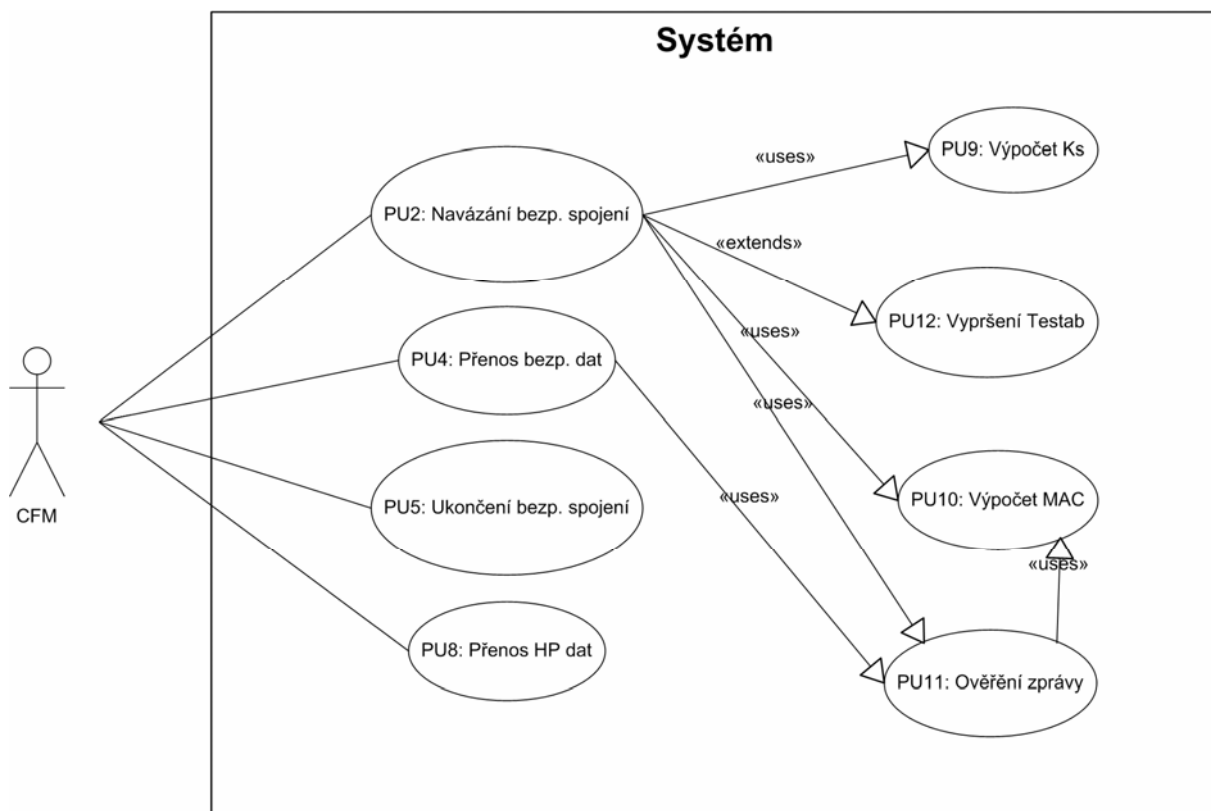 Systém
PU9: Výpočet Ks
«uses»
PU2: Navázání bezp. spojení
«extends»
PU12: Vypršení Testab
«uses»
PU4: Přenos bezp. dat
«uses»
«uses»
PU10: Výpočet MAC
PU5: Ukončení bezp. spojení
CFM
«uses»
PU8: Přenos HP dat
PU11: Ověření zprávy